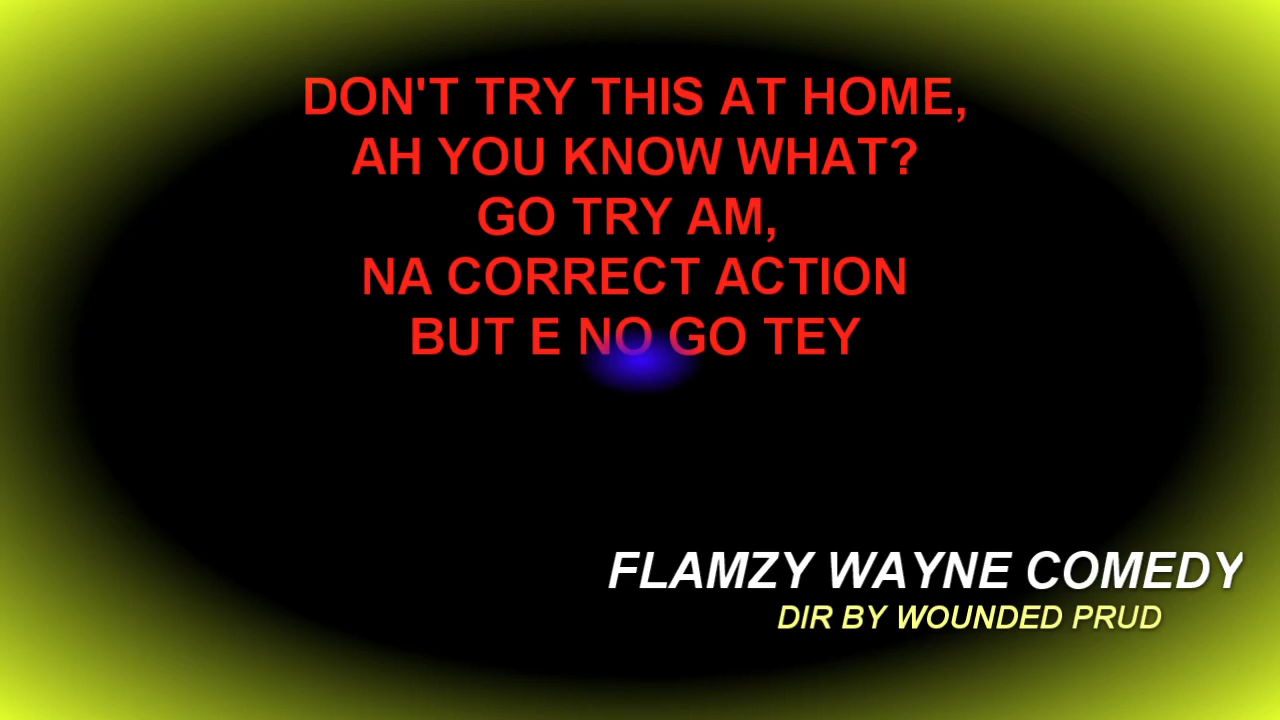 DON'T TRY THIS AT HOME,
AH YOU KNOW WHAT?
GO TRY AM,
NA CORRECT ACTION
BUT E NO GO TEY
FLAMZY WAYNE COMEDY
DIR BY WOUNDED PRUD